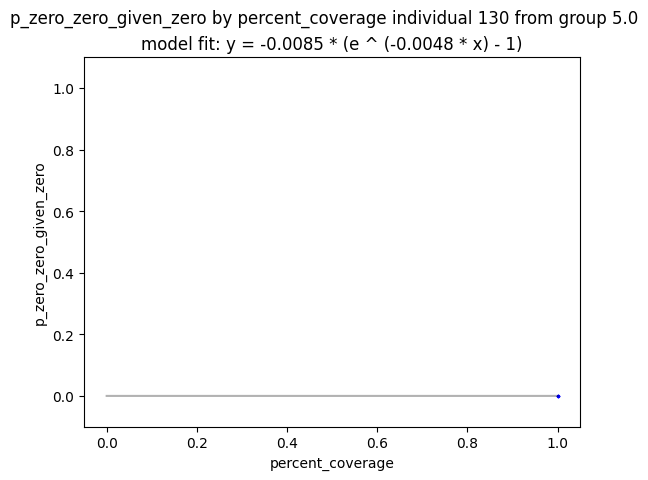 p_zero_zero_given_zero by percent_coverage individual 130 from group 5.0
model fit: y = -0.0085 * (e ^ (-0.0048 * x) - 1)
1.0
0.8
0.6
0.4
0.2
0.0
p_zero_zero_given_zero
0.0 0.2 0.4 0.6 0.8 1.0
percent_coverage